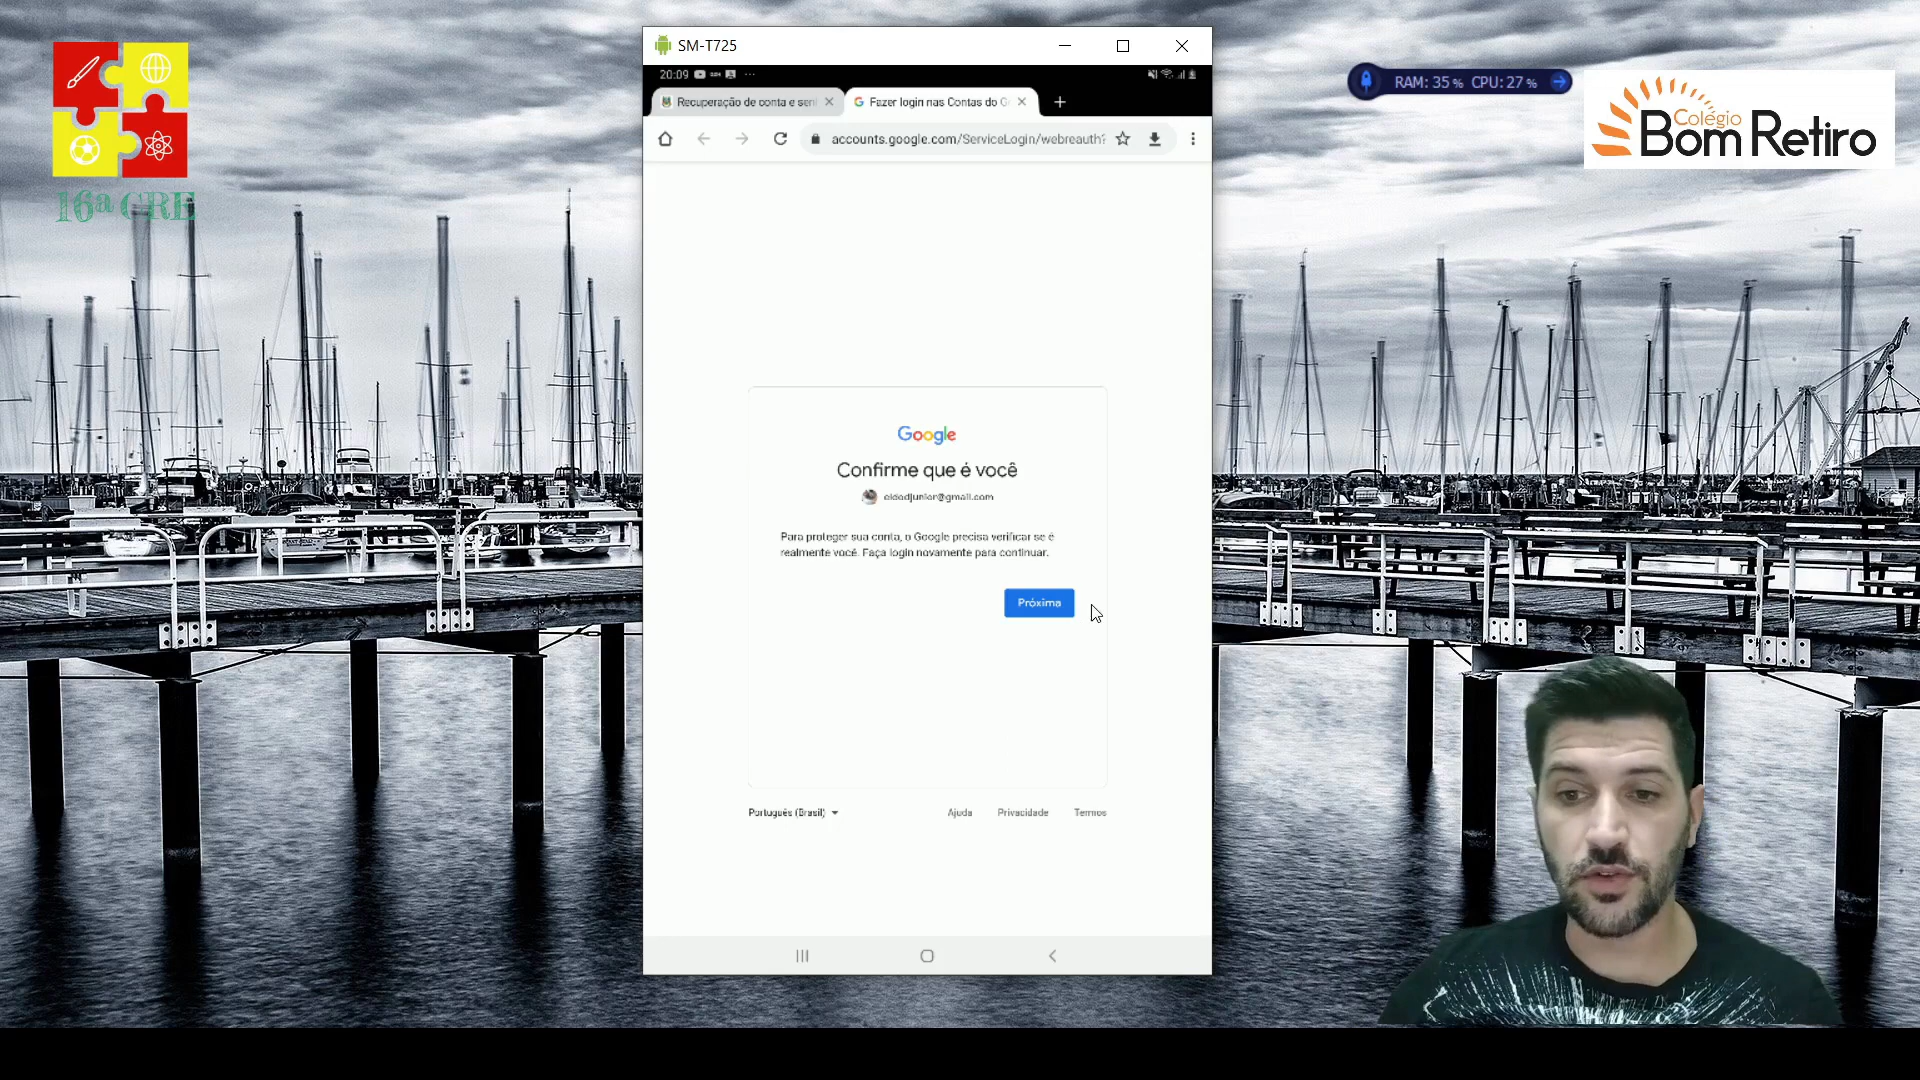 SM-T725
RAM: 35 % CPU: 27 %
Colégio
Bom Retiro
16ª CRE
20:09
Recuperação de conta e sen
Fazer login nas Contas do G
accounts.google.com/ServiceLogin/webreauth?
Google
Confirme que é você
Para proteger sua conta, o Google precisa verificar se é
realmente você. Faça login novamente para continuar.
Próxima
Português (Brasil)
Ajuda
Privacidade
Termos